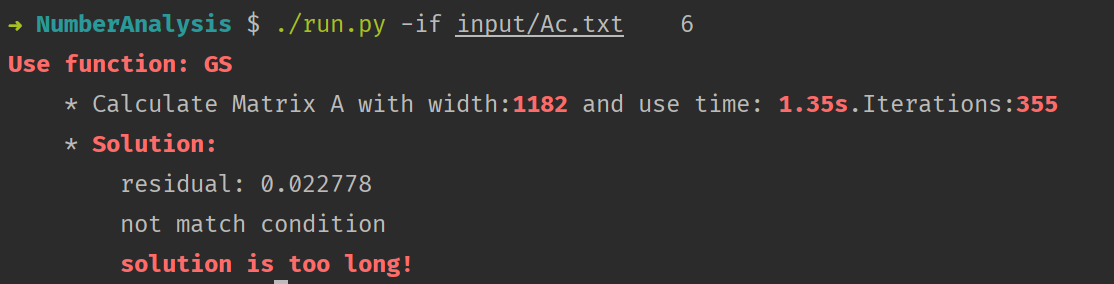 ➜ NumberAnalysis $ ./run.py -if input/Ac.txt    6
Use function: GS
    * Calculate Matrix A with width:1182 and use time: 1.35s.Iterations:355
    * Solution:
        residual: 0.022778
        not match condition
        solution is too long!